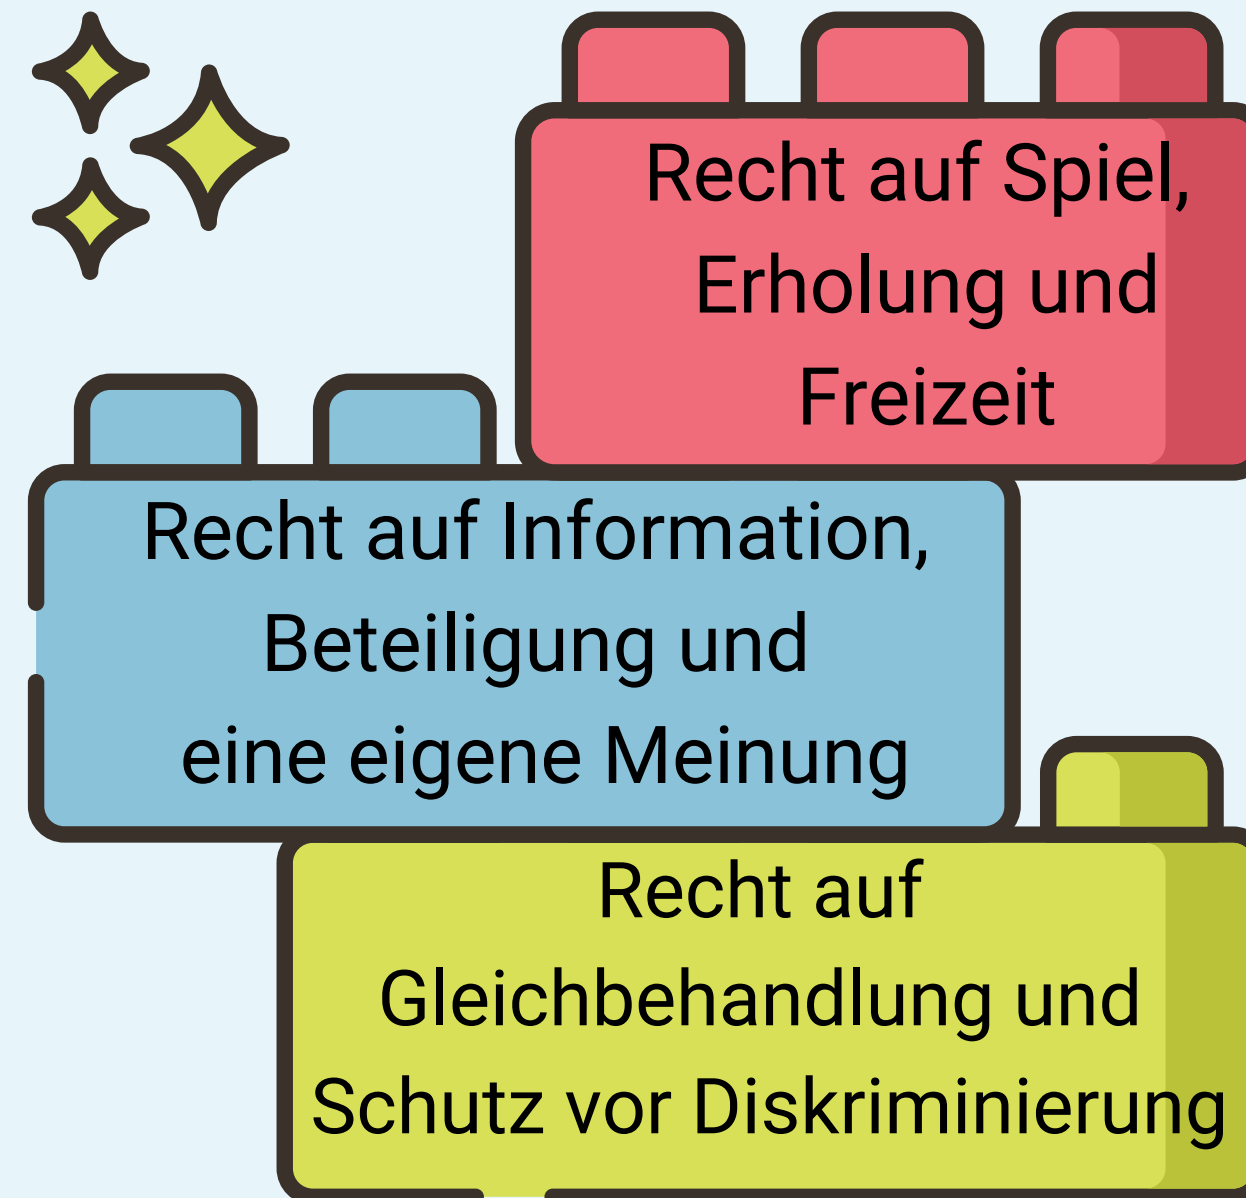 Recht auf Spiel,
Erholung und
Freizeit
Recht auf Information,
Beteiligung und
eine eigene Meinung
Recht auf
Gleichbehandlung und
Schutz vor Diskriminierung